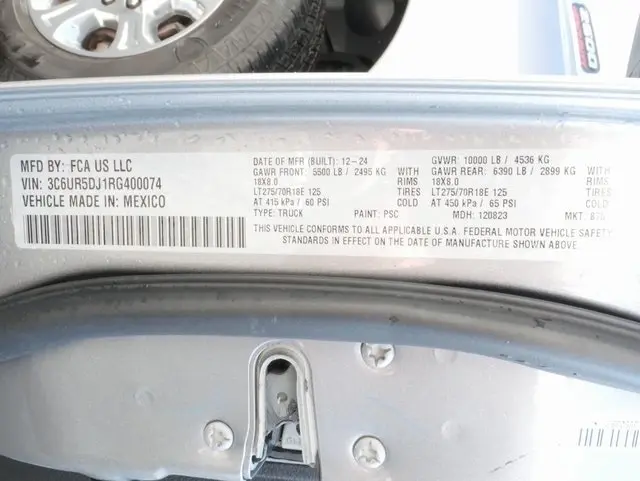 2500
MFD BY: FCA US LLC
VIN: 3C6UR5DJ1RG400074
VEHICLE MADE IN: MEXICO
DATE OF MFR (BUILT): 12-24
GAWR FRONT: 5500 LB / 2495 KG
18X8.0 RIMS
LT275/70R18E 125 TIRES
AT 415 kPa / 60 PSI COLD
TYPE: TRUCK PAINT: PSC
GVWR: 10000 LB / 4536 KG
GAWR REAR: 6390 LB / 2899 KG
18X8.0 RIMS
LT275/70R18E 125 TIRES
AT 450 kPa / 65 PSI COLD
MDH: 120823 MKT:
THIS VEHICLE CONFORMS TO ALL APPLICABLE U.S.A. FEDERAL MOTOR VEHICLE SAFETY
STANDARDS IN EFFECT ON THE DATE OF MANUFACTURE SHOWN ABOVE